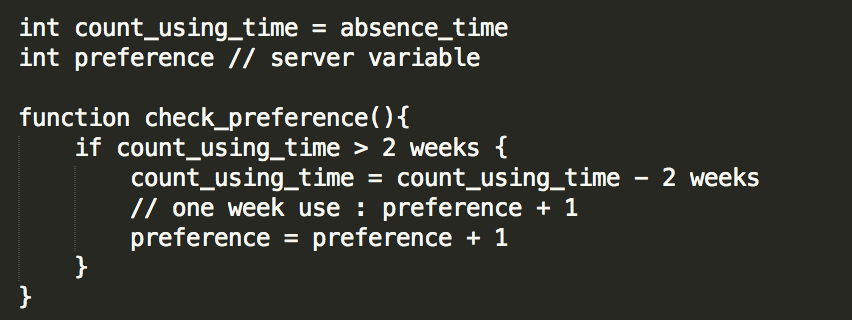 int count_using_time = absence_time
int preference // server variable

function check_preference(){
    if count_using_time > 2 weeks {
        count_using_time = count_using_time - 2 weeks
        // one week use : preference + 1
        preference = preference + 1
    }
}